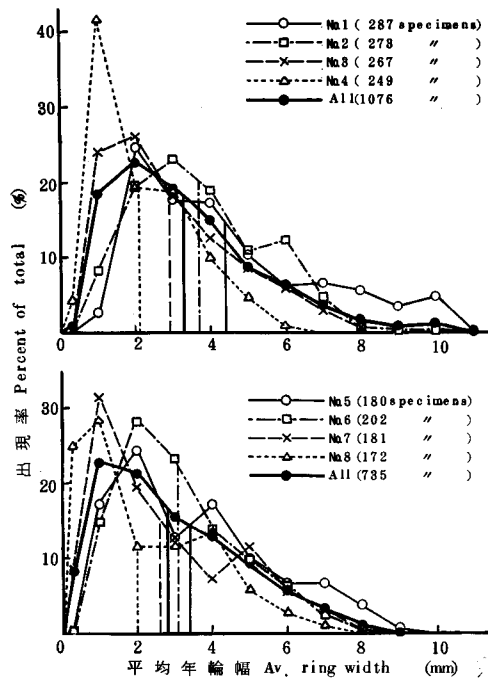 40
30
20
10
No.1 ( 287 specimens)
No.2 ( 273 〃 )
No.3 ( 267 〃 )
No.4 ( 249 〃 )
All (1076 〃 )
0 2 4 6 8 10
出現率 Percent of total (%)
30
20
10
No.5 (180 specimens)
No.6 (202 〃 )
No.7 (181 〃 )
No.8 (172 〃 )
All (735 〃 )
0 2 4 6 8 10
平均年輪幅 Av. ring width (mm)